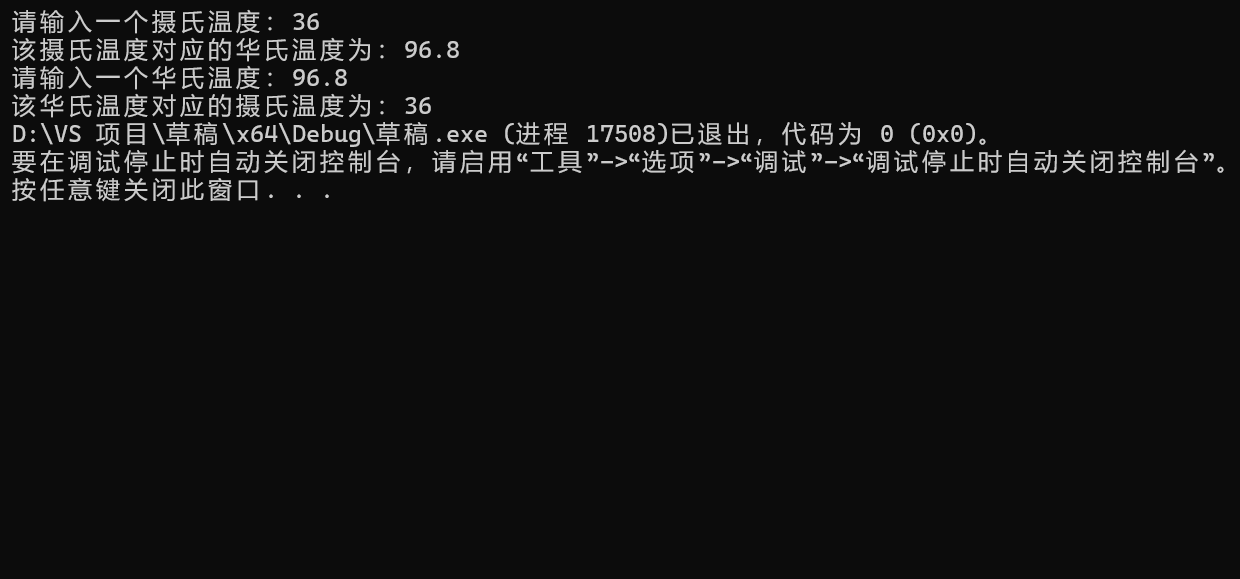 请输入一个摄氏温度：36
该摄氏温度对应的华氏温度为：96.8
请输入一个华氏温度：96.8
该华氏温度对应的摄氏温度为：36
D:\VS 项目\草稿\x64\Debug\草稿.exe (进程 17508)已退出，代码为 0 (0x0)。
要在调试停止时自动关闭控制台，请启用“工具”->“选项”->“调试”->“调试停止时自动关闭控制台”。
按任意键关闭此窗口. . .